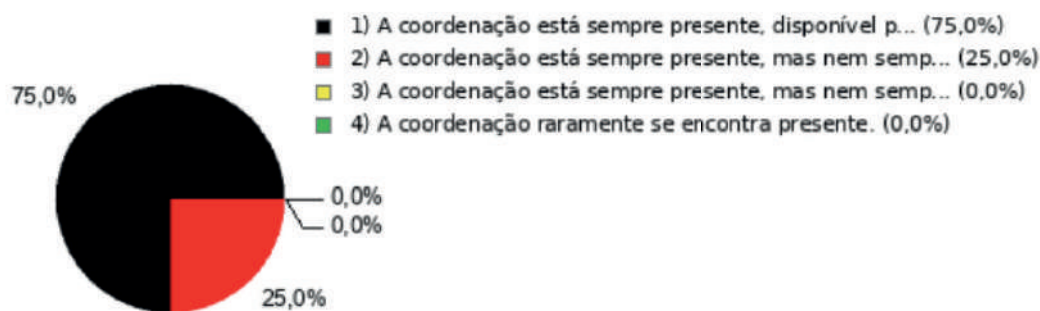 1) A coordenação está sempre presente, disponível p... (75,0%)
2) A coordenação está sempre presente, mas nem semp... (25,0%)
3) A coordenação está sempre presente, mas nem semp... (0,0%)
4) A coordenação raramente se encontra presente. (0,0%)
75,0%
0,0%
0,0%
25,0%